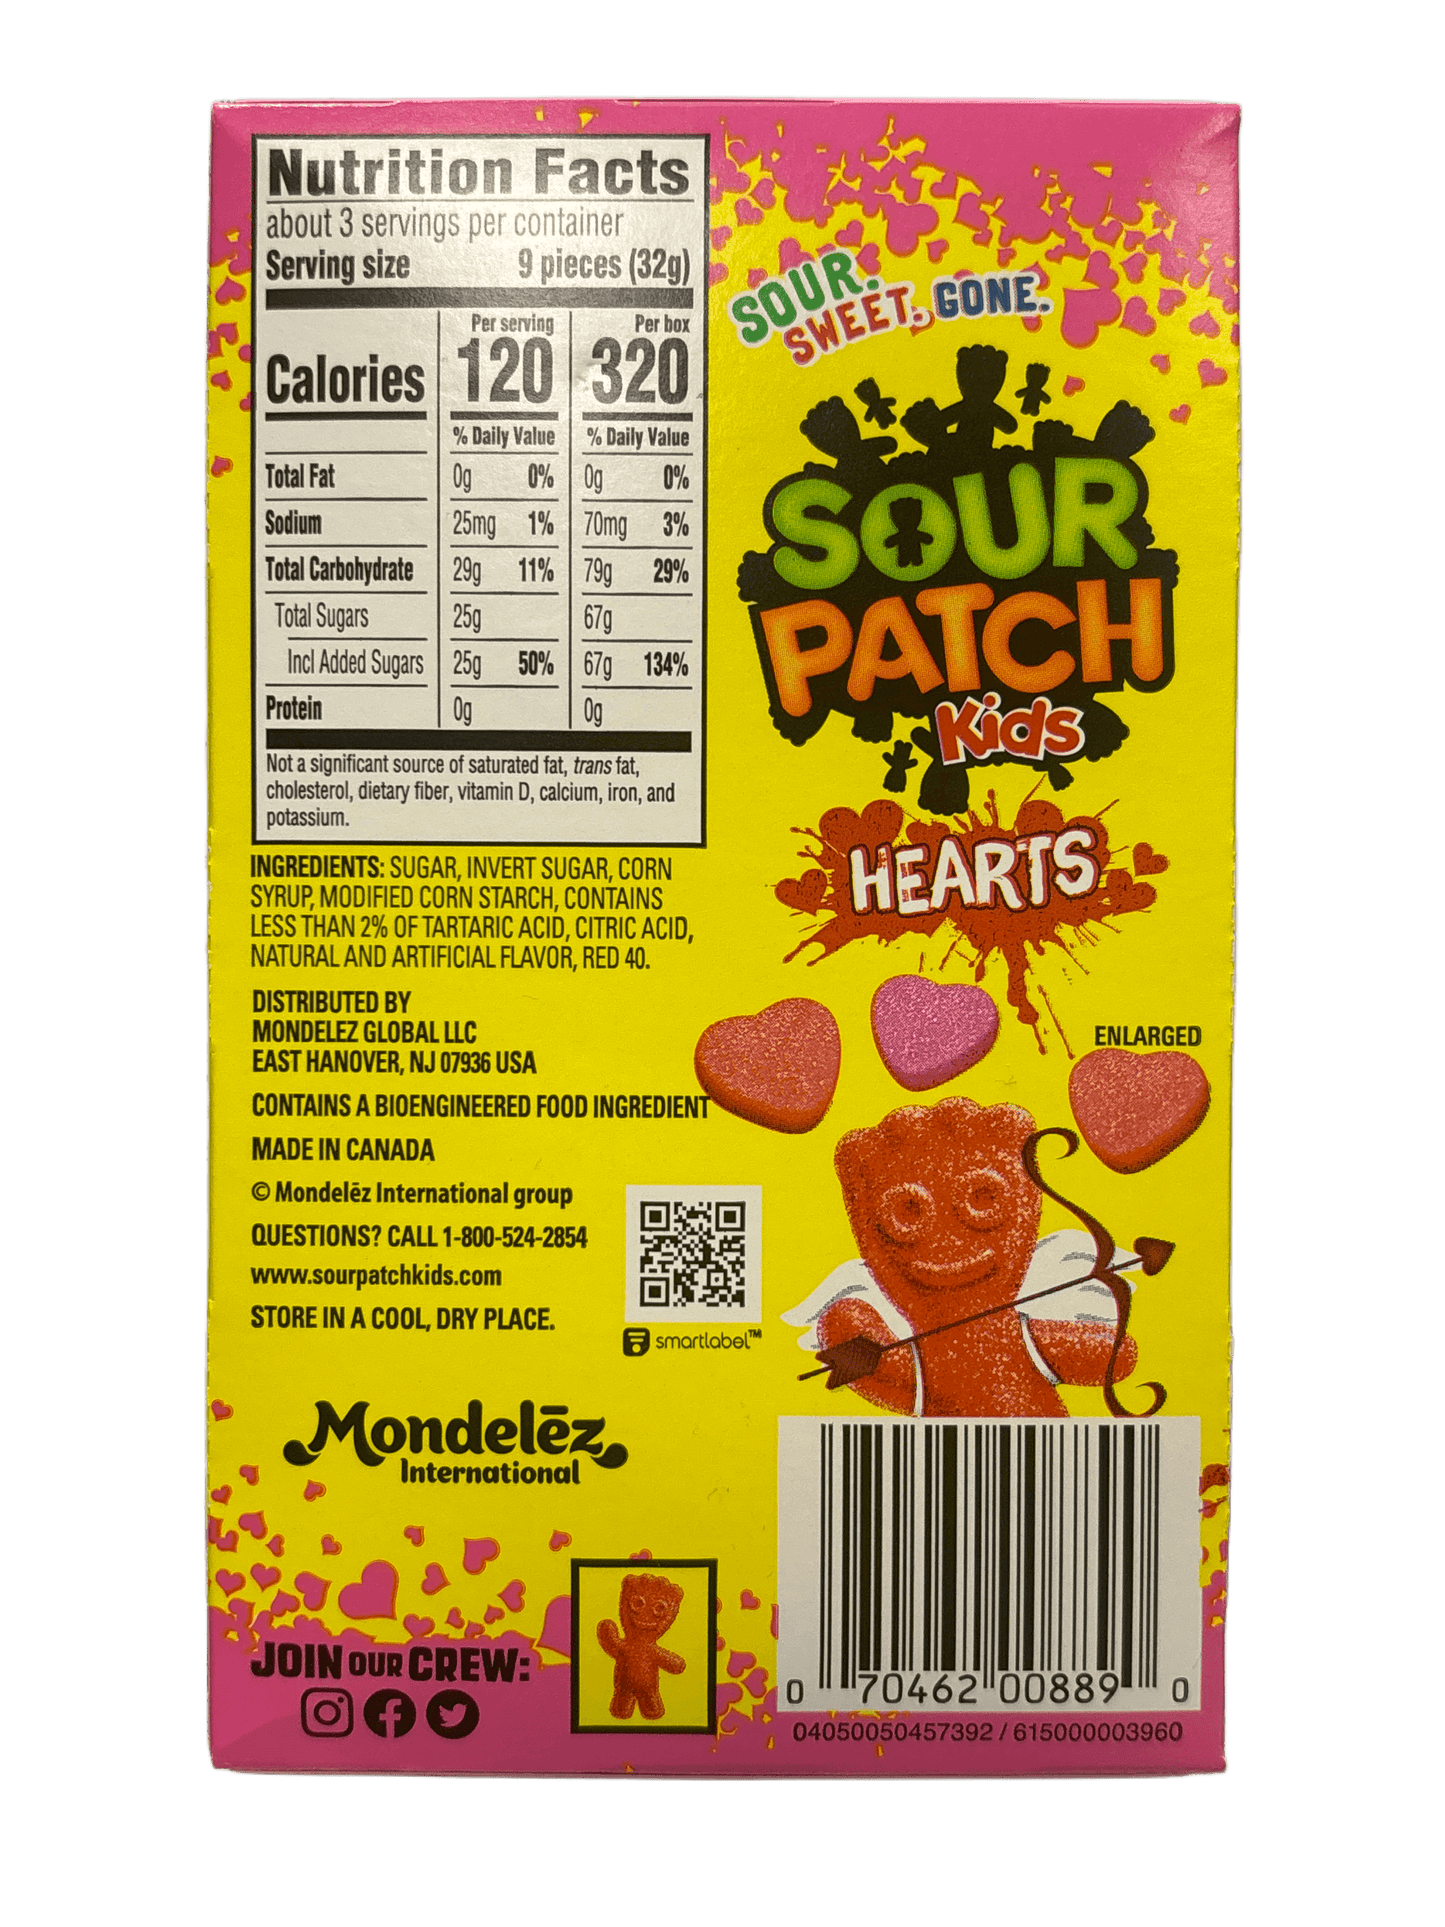 Nutrition Facts
about 3 servings per container
Serving size 9 pieces (32g)
Per serving Per box
Calories 120 320
% Daily Value % Daily Value
Total Fat 0g 0% 0g 0%
Sodium 25mg 1% 70mg 3%
Total Carbohydrate 29g 11% 79g 29%
Total Sugars 25g 67g
Incl Added Sugars 25g 50% 67g 134%
Protein 0g 0g
Not a significant source of saturated fat, trans fat,
cholesterol, dietary fiber, vitamin D, calcium, iron, and
potassium.
INGREDIENTS: SUGAR, INVERT SUGAR, CORN
SYRUP, MODIFIED CORN STARCH, CONTAINS
LESS THAN 2% OF TARTARIC ACID, CITRIC ACID,
NATURAL AND ARTIFICIAL FLAVOR, RED 40.
DISTRIBUTED BY
MONDELEZ GLOBAL LLC
EAST HANOVER, NJ 07936 USA
CONTAINS A BIOENGINEERED FOOD INGREDIENT
MADE IN CANADA
© Mondelēz International group
QUESTIONS? CALL 1-800-524-2854
www.sourpatchkids.com
STORE IN A COOL, DRY PLACE.
smartlabel™
Mondelēz
International
JOIN OUR CREW:
SOUR.
SWEET. GONE.
SOUR
PATCH
Kids
HEARTS
ENLARGED
0 70462 00889 0
04050050457392 / 615000003960